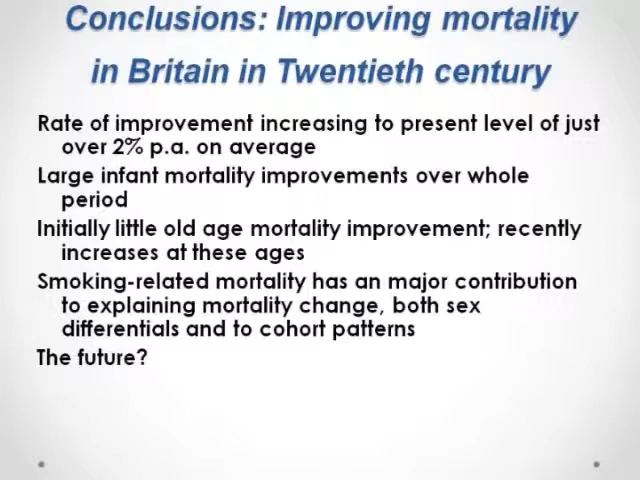 Conclusions: Improving mortality
in Britain in Twentieth century
Rate of improvement increasing to present level of just
over 2% p.a. on average
Large infant mortality improvements over whole
period
Initially little old age mortality improvement; recently
increases at these ages
Smoking-related mortality has an major contribution
to explaining mortality change, both sex
differentials and to cohort patterns
The future?